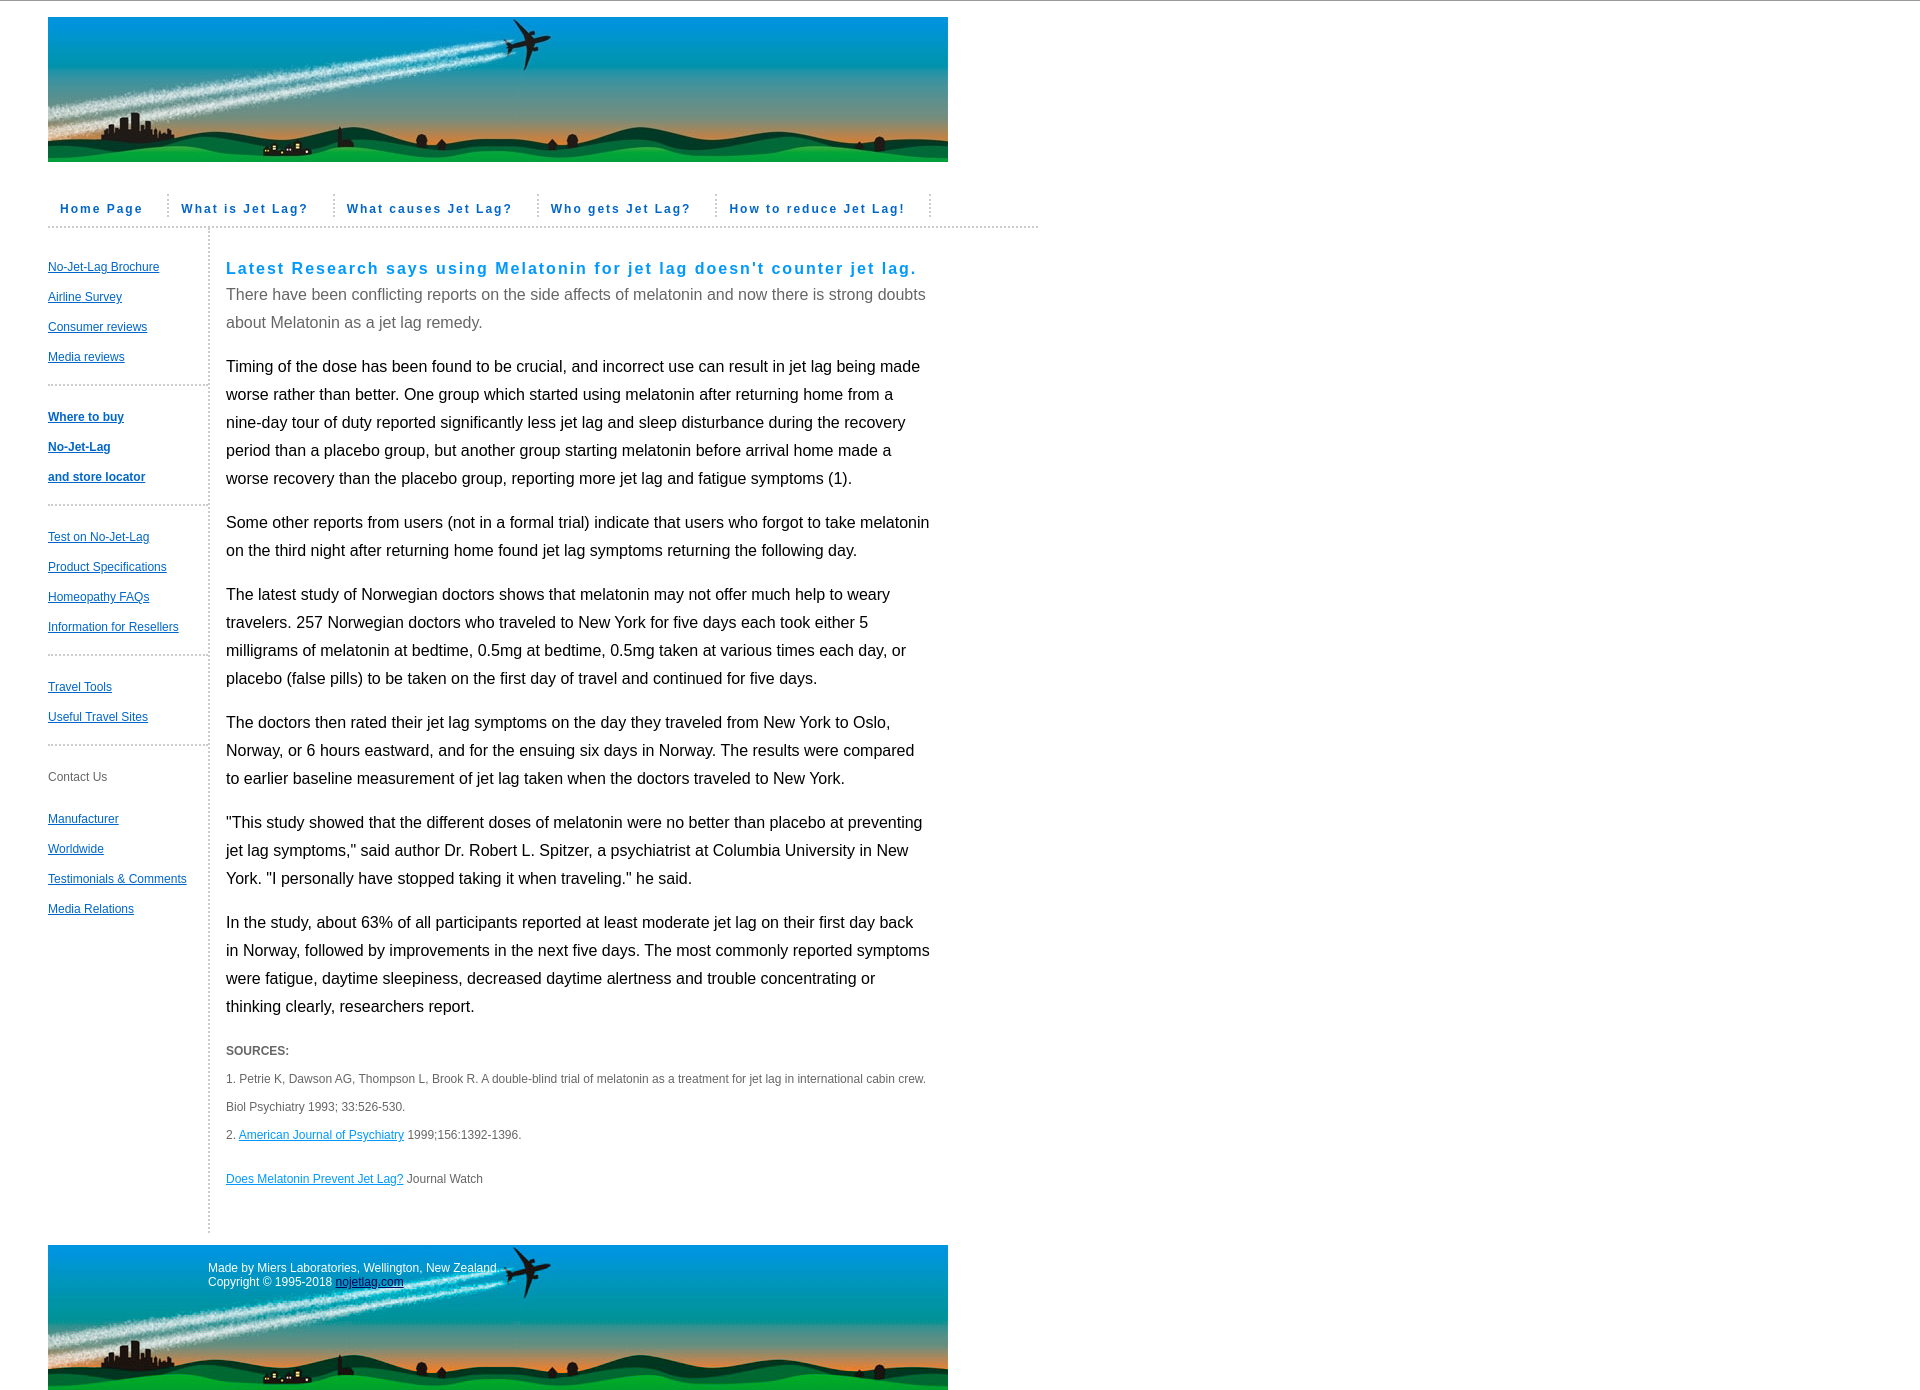 Home Page
What is Jet Lag?
What causes Jet Lag?
Who gets Jet Lag?
How to reduce Jet Lag!
No-Jet-Lag Brochure
Airline Survey
Consumer reviews
Media reviews
Where to buy
No-Jet-Lag
and store locator
Test on No-Jet-Lag
Product Specifications
Homeopathy FAQs
Information for Resellers
Travel Tools
Useful Travel Sites
Contact Us
Manufacturer
Worldwide
Testimonials & Comments
Media Relations
Latest Research says using Melatonin for jet lag doesn't counter jet lag.
There have been conflicting reports on the side affects of melatonin and now there is strong doubts
about Melatonin as a jet lag remedy.
Timing of the dose has been found to be crucial, and incorrect use can result in jet lag being made
worse rather than better. One group which started using melatonin after returning home from a
nine-day tour of duty reported significantly less jet lag and sleep disturbance during the recovery
period than a placebo group, but another group starting melatonin before arrival home made a
worse recovery than the placebo group, reporting more jet lag and fatigue symptoms (1).
Some other reports from users (not in a formal trial) indicate that users who forgot to take melatonin
on the third night after returning home found jet lag symptoms returning the following day.
The latest study of Norwegian doctors shows that melatonin may not offer much help to weary
travelers. 257 Norwegian doctors who traveled to New York for five days each took either 5
milligrams of melatonin at bedtime, 0.5mg at bedtime, 0.5mg taken at various times each day, or
placebo (false pills) to be taken on the first day of travel and continued for five days.
The doctors then rated their jet lag symptoms on the day they traveled from New York to Oslo,
Norway, or 6 hours eastward, and for the ensuing six days in Norway. The results were compared
to earlier baseline measurement of jet lag taken when the doctors traveled to New York.
"This study showed that the different doses of melatonin were no better than placebo at preventing
jet lag symptoms," said author Dr. Robert L. Spitzer, a psychiatrist at Columbia University in New
York. "I personally have stopped taking it when traveling." he said.
In the study, about 63% of all participants reported at least moderate jet lag on their first day back
in Norway, followed by improvements in the next five days. The most commonly reported symptoms
were fatigue, daytime sleepiness, decreased daytime alertness and trouble concentrating or
thinking clearly, researchers report.
SOURCES:
1. Petrie K, Dawson AG, Thompson L, Brook R. A double-blind trial of melatonin as a treatment for jet lag in international cabin crew.
Biol Psychiatry 1993; 33:526-530.
2. American Journal of Psychiatry 1999;156:1392-1396.
Does Melatonin Prevent Jet Lag? Journal Watch
Made by Miers Laboratories, Wellington, New Zealand.
Copyright © 1995-2018 nojetlag.com